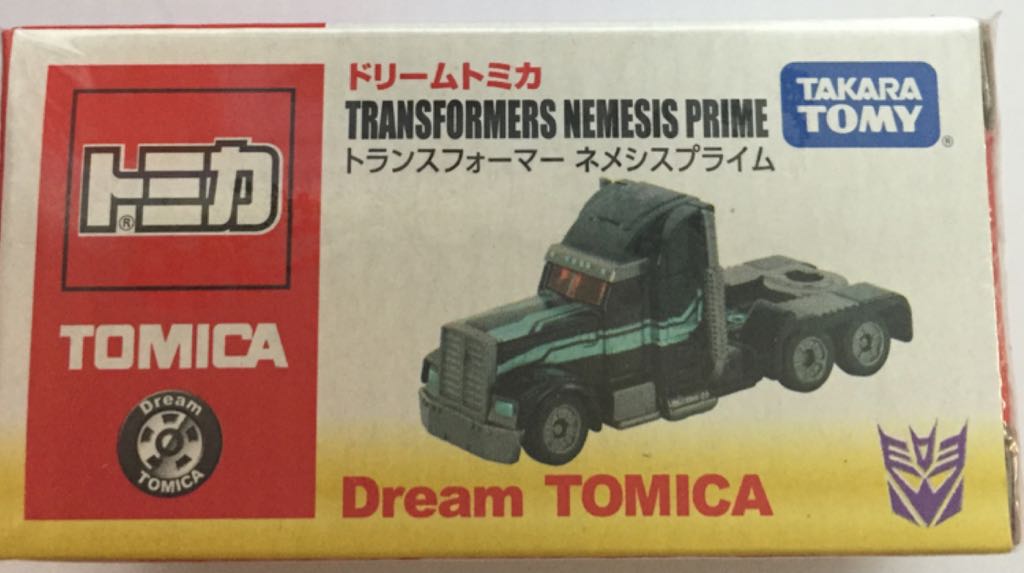 トミカ
®
TOMICA
Dream
TOMICA
ドリームトミカ
TRANSFORMERS NEMESIS PRIME
トランスフォーマー ネメシスプライム
TAKARA
TOMY
®
Dream TOMICA